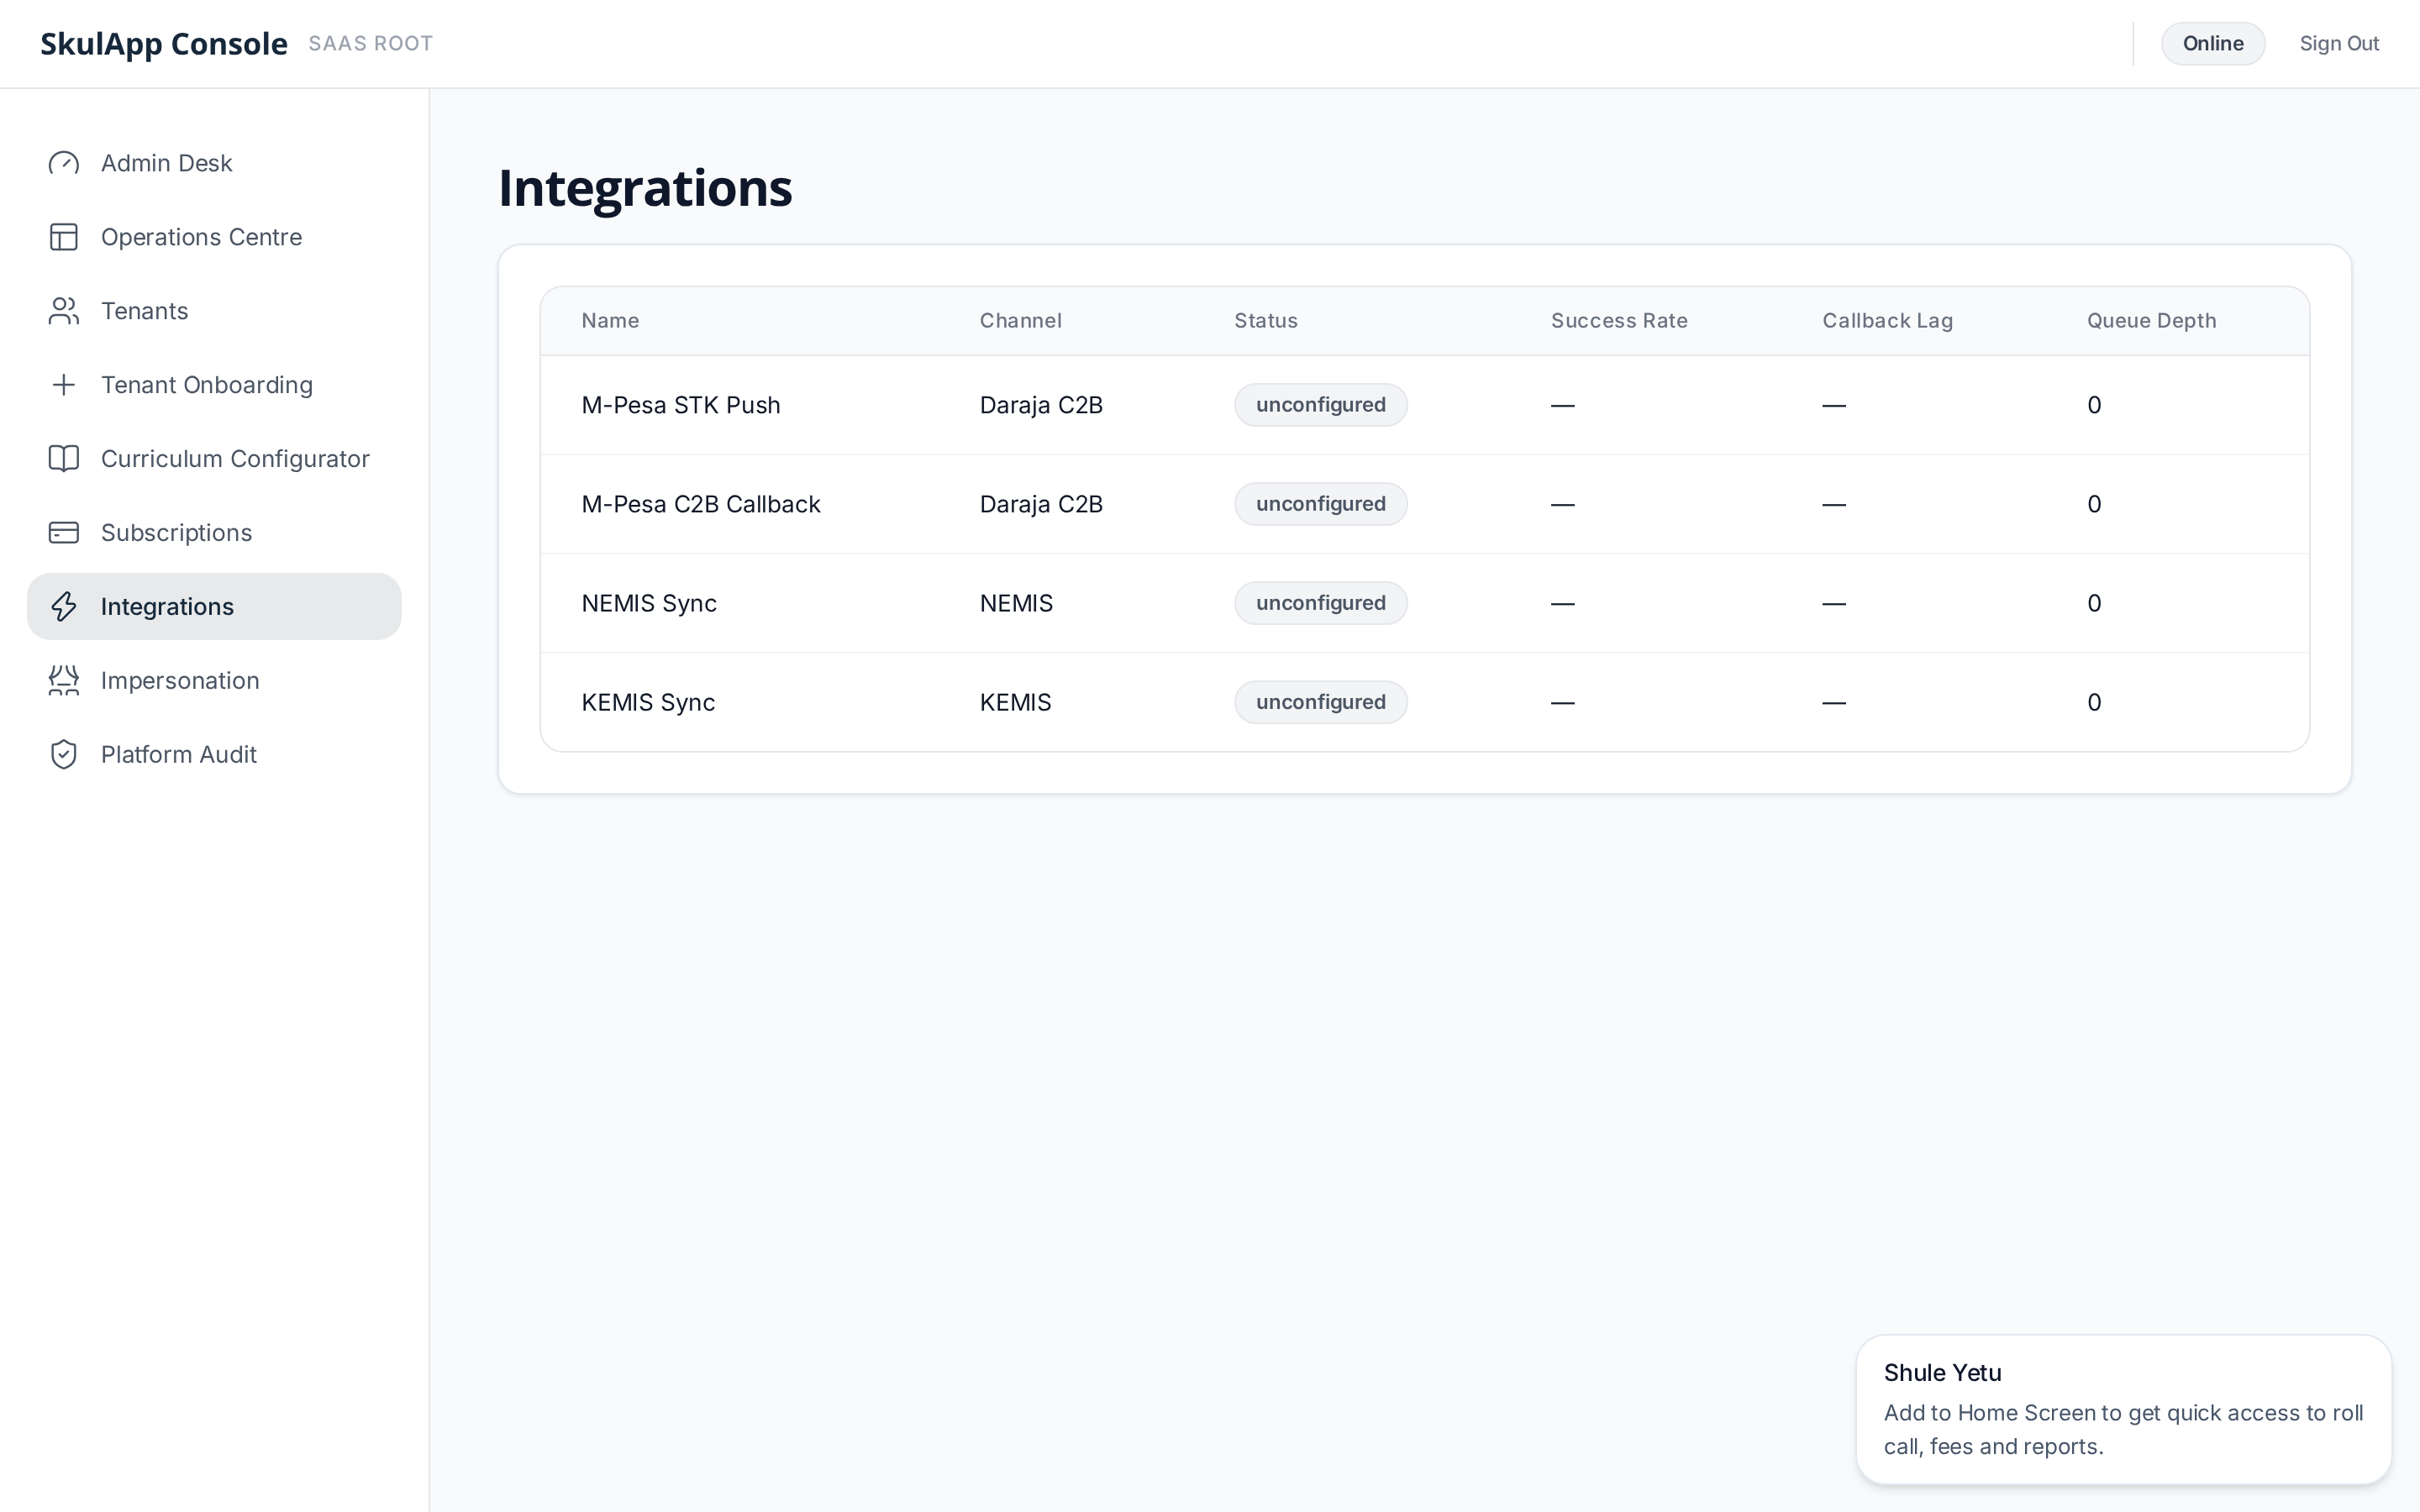 SkulApp Console SAAS ROOT
Online
Sign Out
Admin Desk
Operations Centre
Tenants
Tenant Onboarding
Curriculum Configurator
Subscriptions
Integrations
Impersonation
Platform Audit
Integrations
Name Channel Status Success Rate Callback Lag Queue Depth
M-Pesa STK Push Daraja C2B unconfigured — — 0
M-Pesa C2B Callback Daraja C2B unconfigured — — 0
NEMIS Sync NEMIS unconfigured — — 0
KEMIS Sync KEMIS unconfigured — — 0
Shule Yetu
Add to Home Screen to get quick access to roll
call, fees and reports.